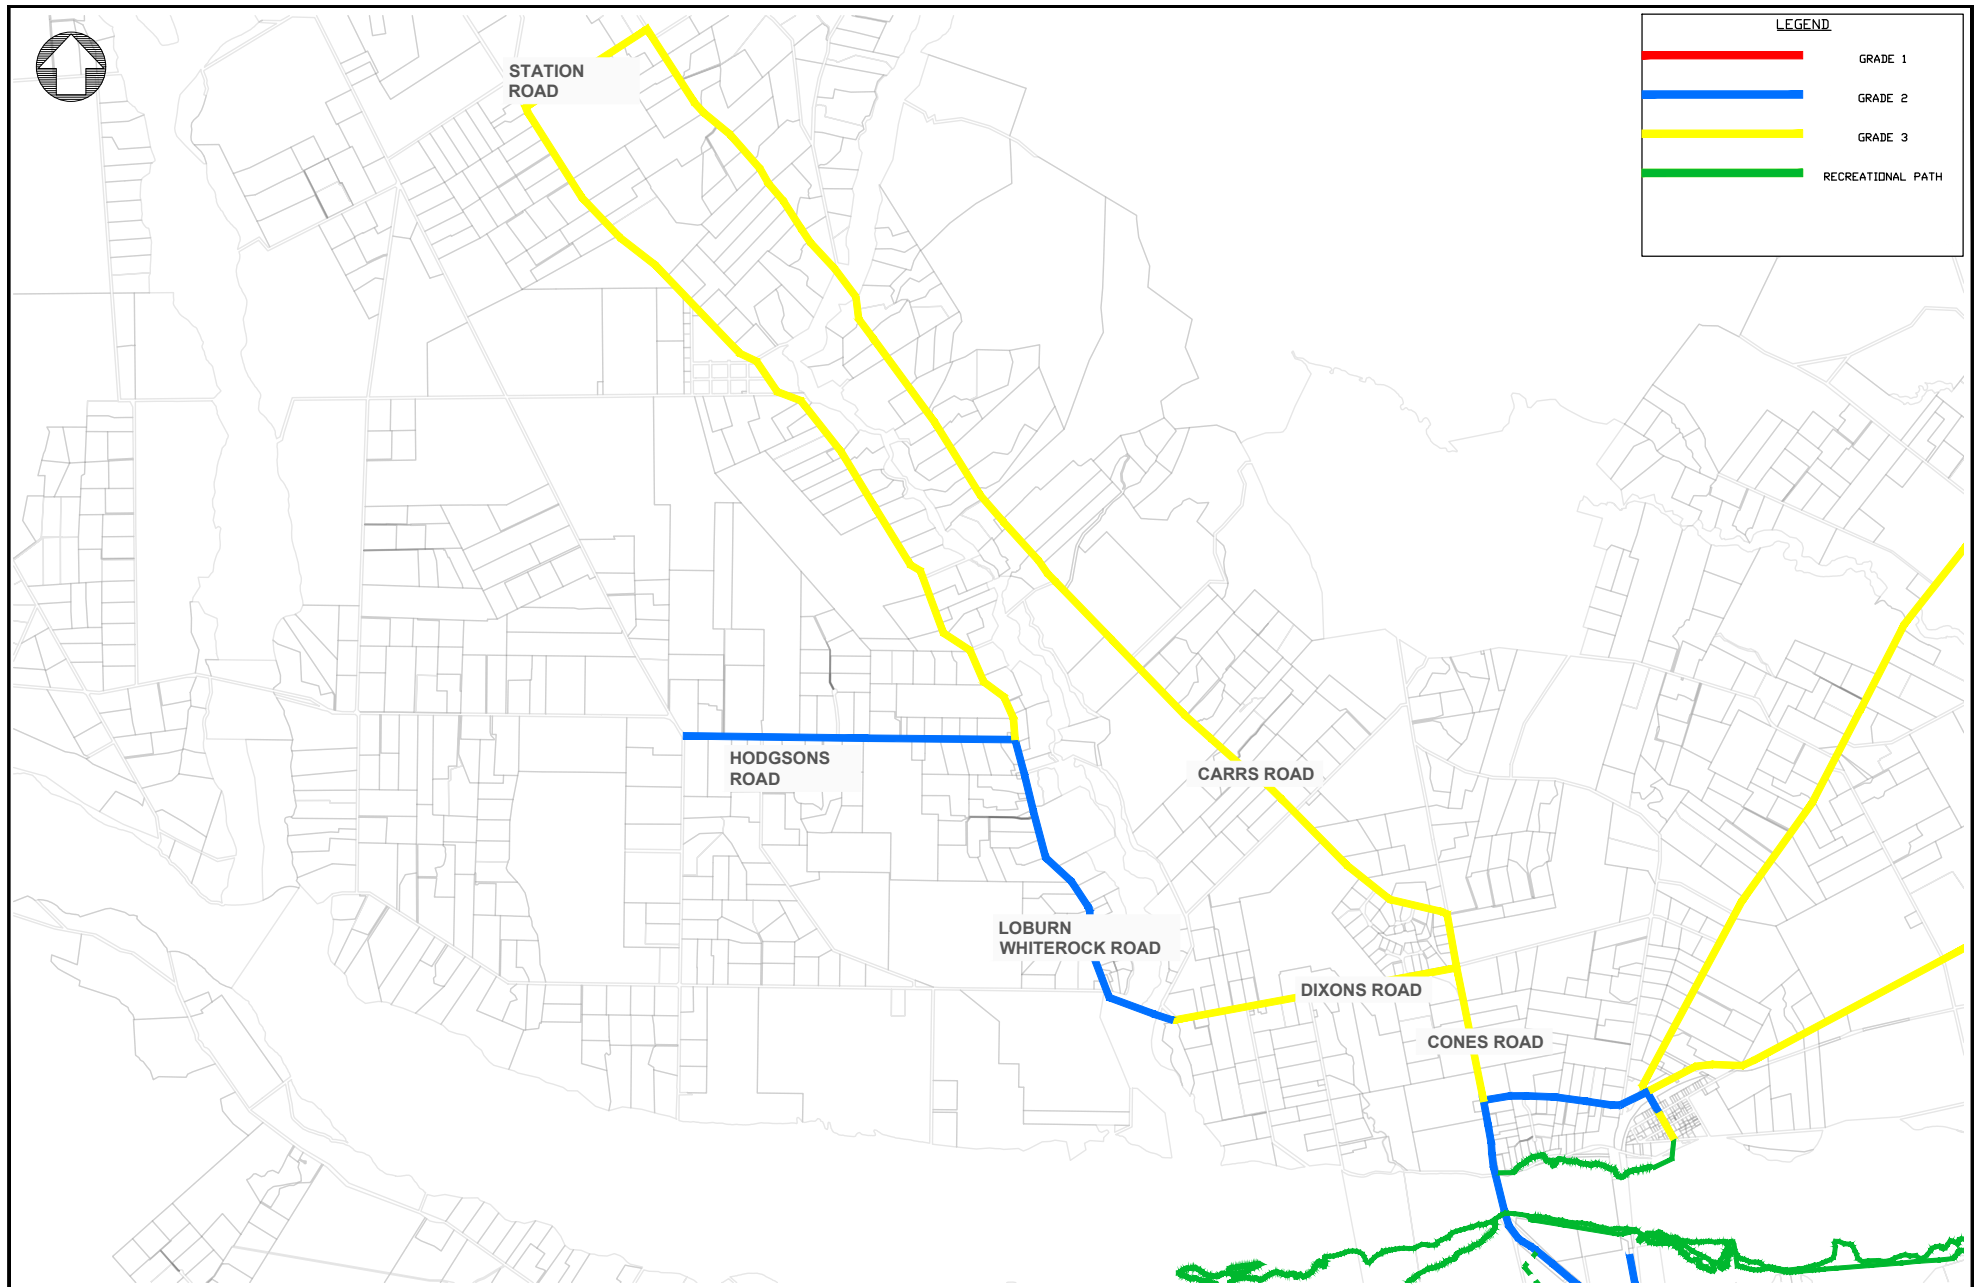 LEGEND
GRADE 1
GRADE 2
GRADE 3
RECREATIONAL PATH
STATION
ROAD
HODGSONS
ROAD
CARRS ROAD
LOBURN
WHITEROCK ROAD
DIXONS ROAD
CONES ROAD